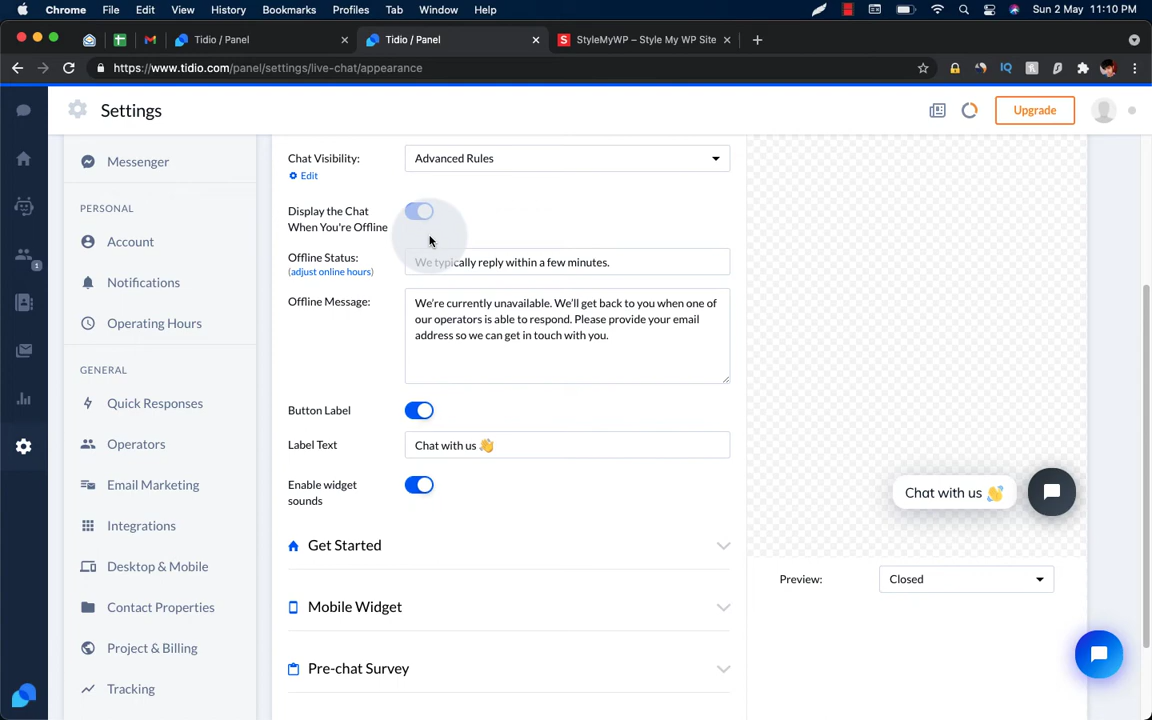 Chrome File Edit View History Bookmarks Profiles Tab Window Help Sun 2 May 11:10 PM
Tidio / Panel Tidio / Panel StyleMyWP – Style My WP Site
https://www.tidio.com/panel/settings/live-chat/appearance
Settings Upgrade
Messenger
PERSONAL
Account
Notifications
Operating Hours
GENERAL
Quick Responses
Operators
Email Marketing
Integrations
Desktop & Mobile
Contact Properties
Project & Billing
Tracking
1
Chat Visibility: Advanced Rules
Edit
Display the Chat
When You're Offline
Offline Status: We typically reply within a few minutes.
(adjust online hours)
Offline Message: We're currently unavailable. We'll get back to you when one of
our operators is able to respond. Please provide your email
address so we can get in touch with you.
Button Label
Label Text Chat with us 👋
Enable widget
sounds
Get Started
Mobile Widget
Pre-chat Survey
Chat with us 👋
Preview: Closed